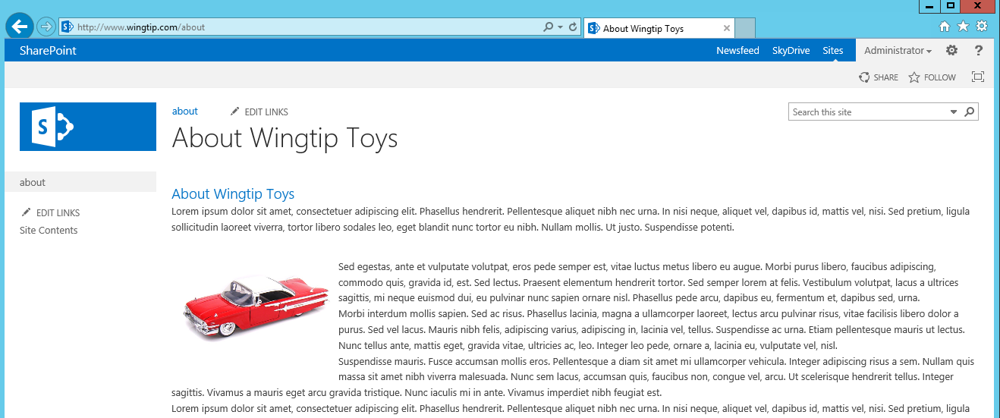 http://www.wingtip.com/about
About Wingtip Toys
SharePoint
Newsfeed SkyDrive Sites Administrator ?
SHARE FOLLOW
S
about EDIT LINKS
Search this site
About Wingtip Toys
about
EDIT LINKS
Site Contents
About Wingtip Toys
Lorem ipsum dolor sit amet, consectetuer adipiscing elit. Phasellus hendrerit. Pellentesque aliquet nibh nec urna. In nisi neque, aliquet vel, dapibus id, mattis vel, nisi. Sed pretium, ligula
sollicitudin laoreet viverra, tortor libero sodales leo, eget blandit nunc tortor eu nibh. Nullam mollis. Ut justo. Suspendisse potenti.
Sed egestas, ante et vulputate volutpat, eros pede semper est, vitae luctus metus libero eu augue. Morbi purus libero, faucibus adipiscing,
commodo quis, gravida id, est. Sed lectus. Praesent elementum hendrerit tortor. Sed semper lorem at felis. Vestibulum volutpat, lacus a ultrices
sagittis, mi neque euismod dui, eu pulvinar nunc sapien ornare nisl. Phasellus pede arcu, dapibus eu, fermentum et, dapibus sed, urna.
Morbi interdum mollis sapien. Sed ac risus. Phasellus lacinia, magna a ullamcorper laoreet, lectus arcu pulvinar risus, vitae facilisis libero dolor a
purus. Sed vel lacus. Mauris nibh felis, adipiscing varius, adipiscing in, lacinia vel, tellus. Suspendisse ac urna. Etiam pellentesque mauris ut lectus.
Nunc tellus ante, mattis eget, gravida vitae, ultricies ac, leo. Integer leo pede, ornare a, lacinia eu, vulputate vel, nisl.
Suspendisse mauris. Fusce accumsan mollis eros. Pellentesque a diam sit amet mi ullamcorper vehicula. Integer adipiscing risus a sem. Nullam quis
massa sit amet nibh viverra malesuada. Nunc sem lacus, accumsan quis, faucibus non, congue vel, arcu. Ut scelerisque hendrerit tellus. Integer
sagittis. Vivamus a mauris eget arcu gravida tristique. Nunc iaculis mi in ante. Vivamus imperdiet nibh feugiat est.
Lorem ipsum dolor sit amet, consectetuer adipiscing elit. Phasellus hendrerit. Pellentesque aliquet nibh nec urna. In nisi neque, aliquet vel, dapibus id, mattis vel, nisi. Sed pretium, ligula